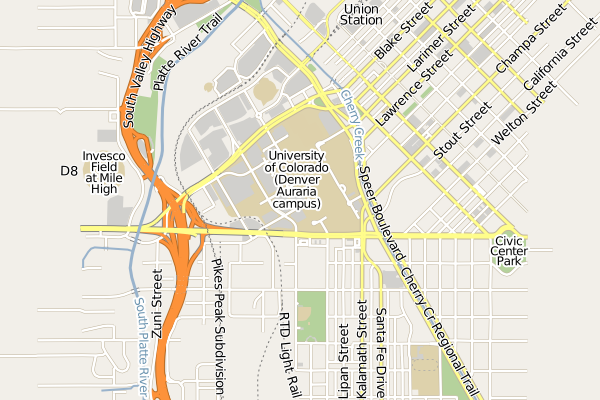 Union
Station
Blake Street
Larimer Street
Lawrence Street
Champa Street
California Street
Stout Street
Welton Street
South Valley Highway
Platte River Trail
Cherry Creek
D8
Invesco
Field
at Mile
High
University
of Colorado
(Denver
Auraria
campus)
Speer Boulevard
Cherry Cr Regional Trail
Civic
Center
Park
Zuni Street
South Platte River
Pikes Peak Subdivision
RTD Light Rail
Lipan Street
Kalamath Street
Santa Fe Drive